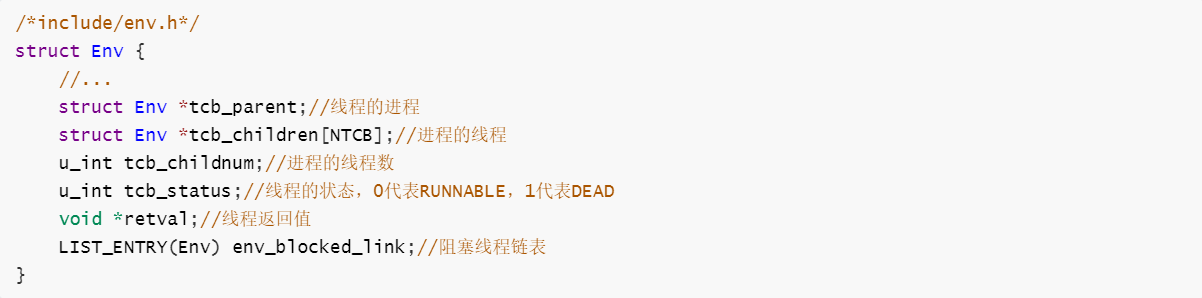 /*include/env.h*/
struct Env {
    //...
    struct Env *tcb_parent;//线程的进程
    struct Env *tcb_children[NTCB];//进程的线程
    u_int tcb_childnum;//进程的线程数
    u_int tcb_status;//线程的状态，0代表RUNNABLE，1代表DEAD
    void *retval;//线程返回值
    LIST_ENTRY(Env) env_blocked_link;//阻塞线程链表
}